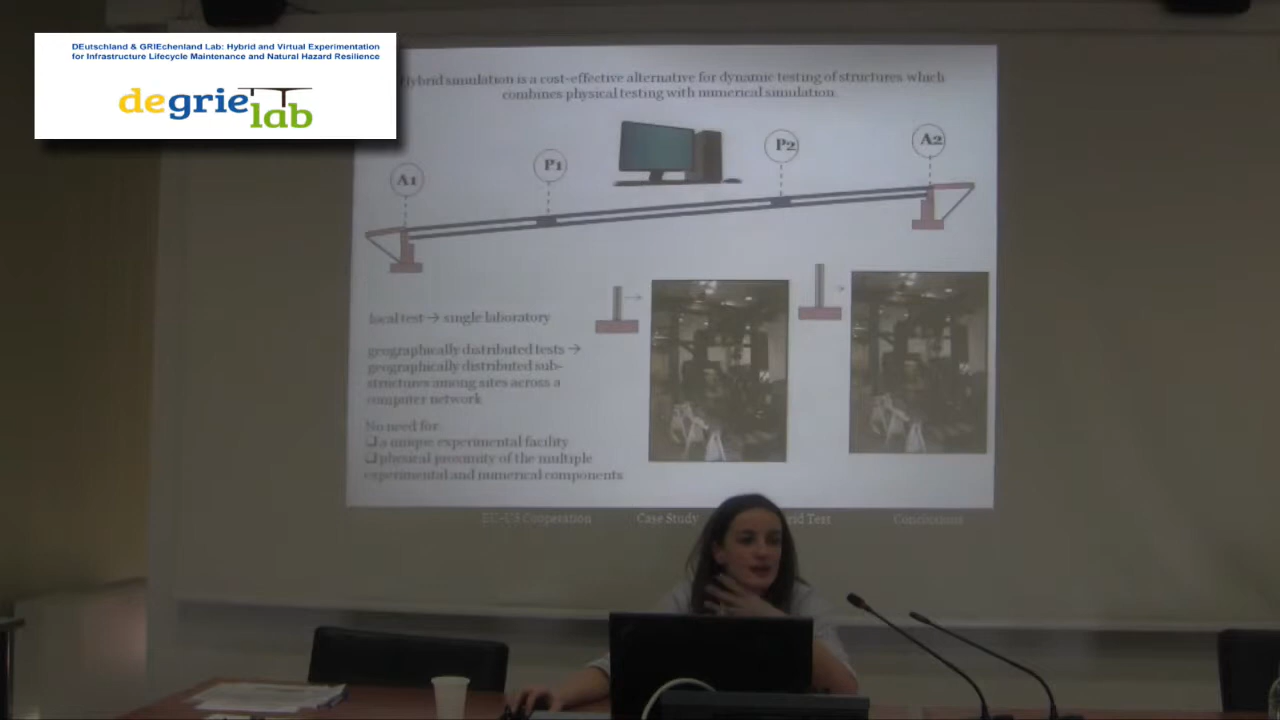 DEutschland & GRIEchenland Lab: Hybrid and Virtual Experimentation
for Infrastructure Lifecycle Maintenance and Natural Hazard Resilience
degrie lab
Hybrid simulation is a cost-effective alternative for dynamic testing of structures which
combines physical testing with numerical simulation.
A1
P1
P2
A2
local test → single laboratory
geographically distributed tests →
geographically distributed sub-
structures among sites across a
computer network
No need for:
❑a unique experimental facility
❑physical proximity of the multiple
experimental and numerical components
EU-US Cooperation
Case Study
Test
Conclusions